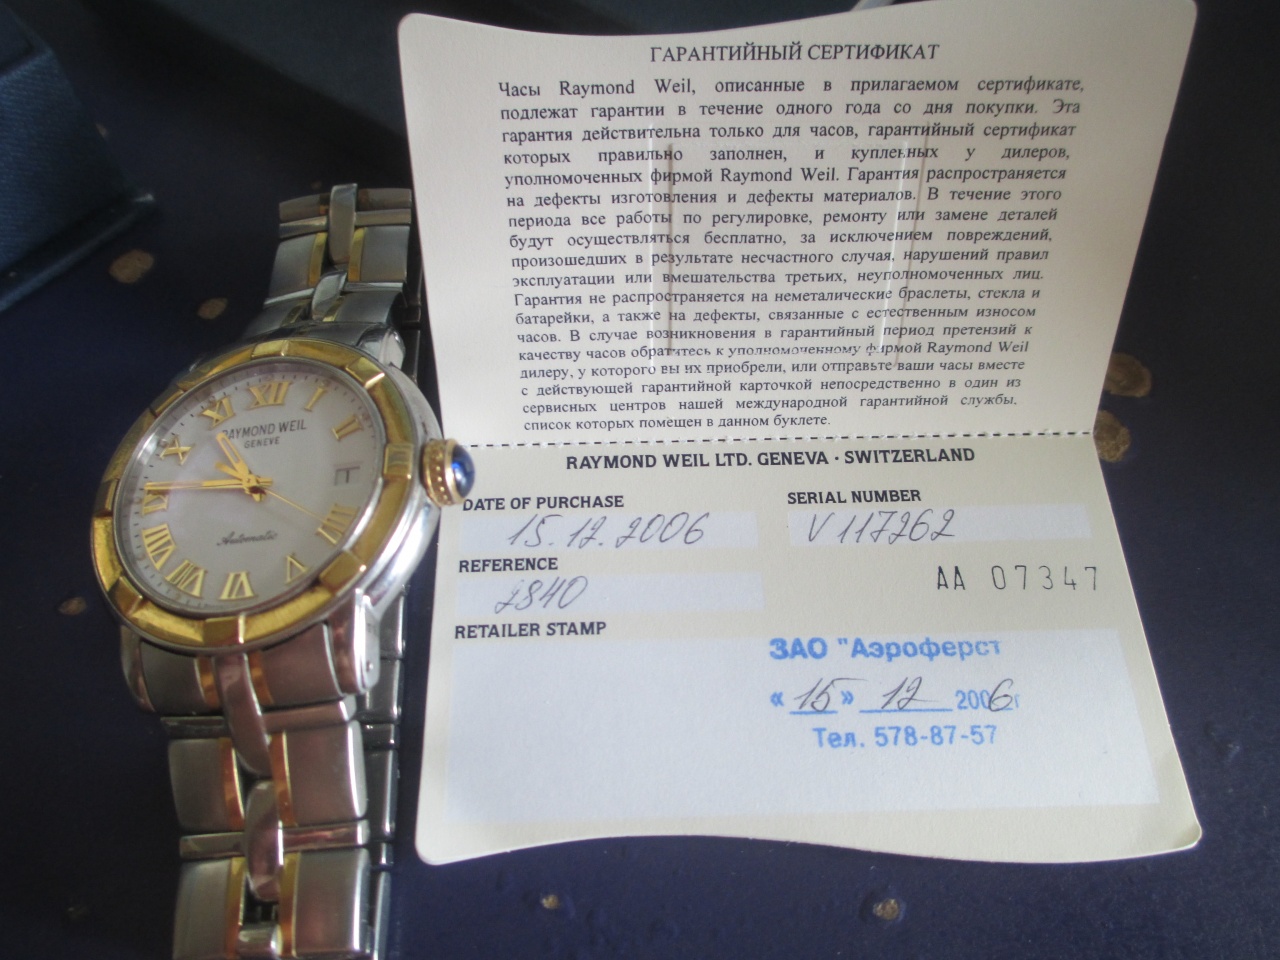 ГАРАНТИЙНЫЙ СЕРТИФИКАТ
Часы Raymond Weil, описанные в прилагаемом сертификате,
подлежат гарантии в течение одного года со дня покупки. Эта
гарантия действительна только для часов, гарантийный сертификат
которых правильно заполнен, и купленных у дилеров,
уполномоченных фирмой Raymond Weil. Гарантия распространяется
на дефекты изготовления и дефекты материалов. В течение этого
периода все работы по регулировке, ремонту или замене деталей
будут осуществляться бесплатно, за исключением повреждений,
произошедших в результате несчастного случая, нарушений правил
эксплуатации или вмешательства третьих, неуполномоченных лиц.
Гарантия не распространяется на неметалические браслеты, стекла и
батарейки, а также на дефекты, связанные с естественным износом
часов. В случае возникновения в гарантийный период претензий к
качеству часов обратитесь к уполномоченному фирмой Raymond Weil
дилеру, у которого вы их приобрели, или отправьте ваши часы вместе
с действующей гарантийной карточкой непосредственно в один из
сервисных центров нашей международной гарантийной службы,
список которых помещен в данном буклете.
RAYMOND WEIL LTD. GENEVA · SWITZERLAND
DATE OF PURCHASE
15.12.2006
SERIAL NUMBER
V 117262
REFERENCE
2840
AA 07347
RETAILER STAMP
ЗАО "Аэроферст
«15» 12 2006г
Тел. 578-87-57
XII
I
II
VIII
VII
VI
V
IX
X
XI
RAYMOND WEIL
GENEVE
Automatic